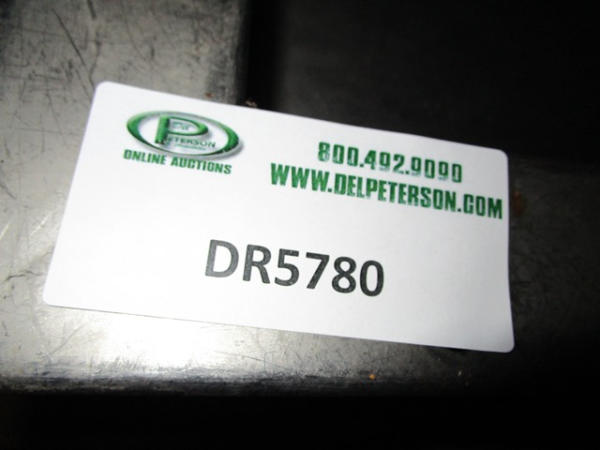 PETERSON
ONLINE AUCTIONS
800.492.9090
WWW.DELPETERSON.COM
DR5780